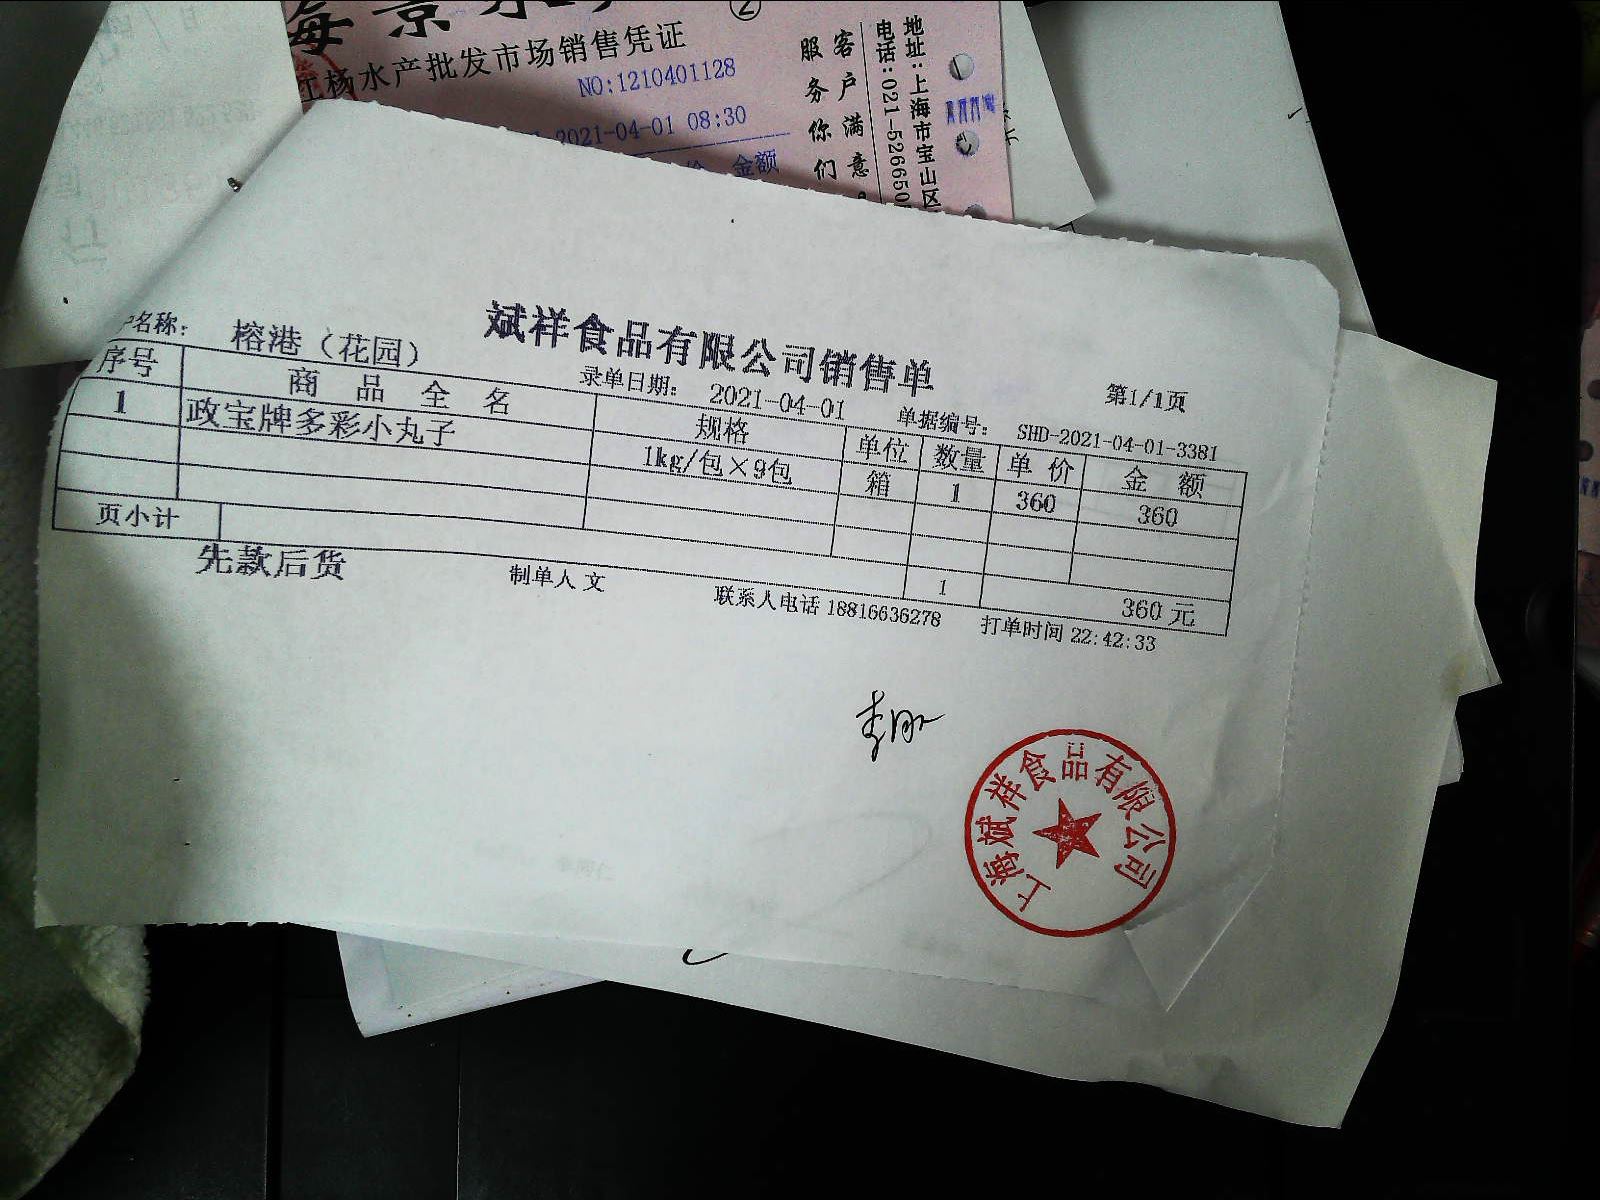 江杨水产批发市场销售凭证
NO:1210401128
2021-04-01 08:30
金额
客户满意
服务你们
地址:上海市宝山区
电话:021-526650
斌祥食品有限公司销售单
户名称: 榕港（花园） 录单日期: 2021-04-01 单据编号: SHD-2021-04-01-3381 第1/1页
序号 商品全名 规格 单位 数量 单价 金额
1 政宝牌多彩小丸子 1kg/包×9包 箱 1 360 360
页小计 1 360元
先款后货 制单人 文 联系人电话 18816636278 打单时间 22:42:33
上海斌祥食品有限公司